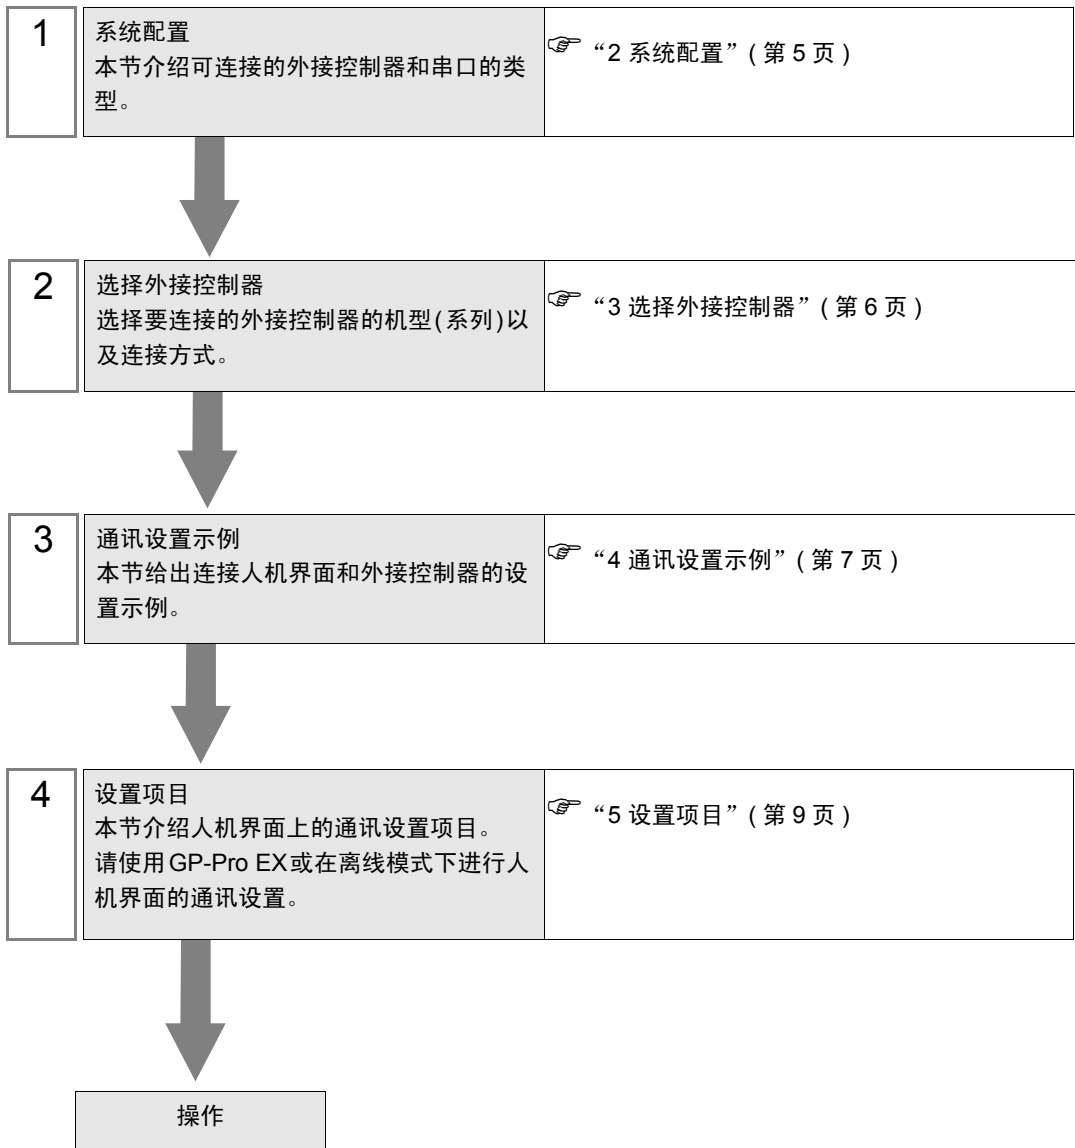 1
系统配置
本节介绍可连接的外接控制器和串口的类
型。
“2 系统配置” ( 第 5 页 )
2
选择外接控制器
选择要连接的外接控制器的机型(系列)以
及连接方式。
“3 选择外接控制器” ( 第 6 页 )
3
通讯设置示例
本节给出连接人机界面和外接控制器的设
置示例。
“4 通讯设置示例” ( 第 7 页 )
4
设置项目
本节介绍人机界面上的通讯设置项目。
请使用GP-Pro EX或在离线模式下进行人
机界面的通讯设置。
“5 设置项目” ( 第 9 页 )
操作